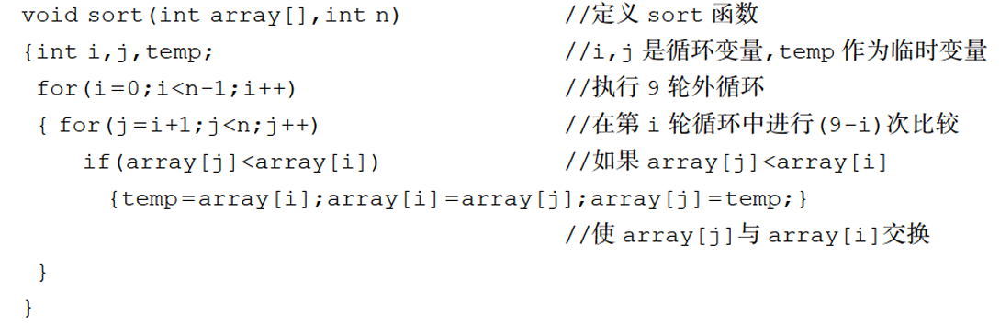 void sort(int array[],int n) //定义 sort 函数
{int i,j,temp; //i,j 是循环变量,temp 作为临时变量
for(i=0;i<n-1;i++) //执行 9 轮外循环
{ for(j=i+1;j<n;j++) //在第 i 轮循环中进行(9-i)次比较
if(array[j]<array[i]) //如果 array[j]<array[i]
{temp=array[i];array[i]=array[j];array[j]=temp;}
//使 array[j]与 array[i]交换
}
}